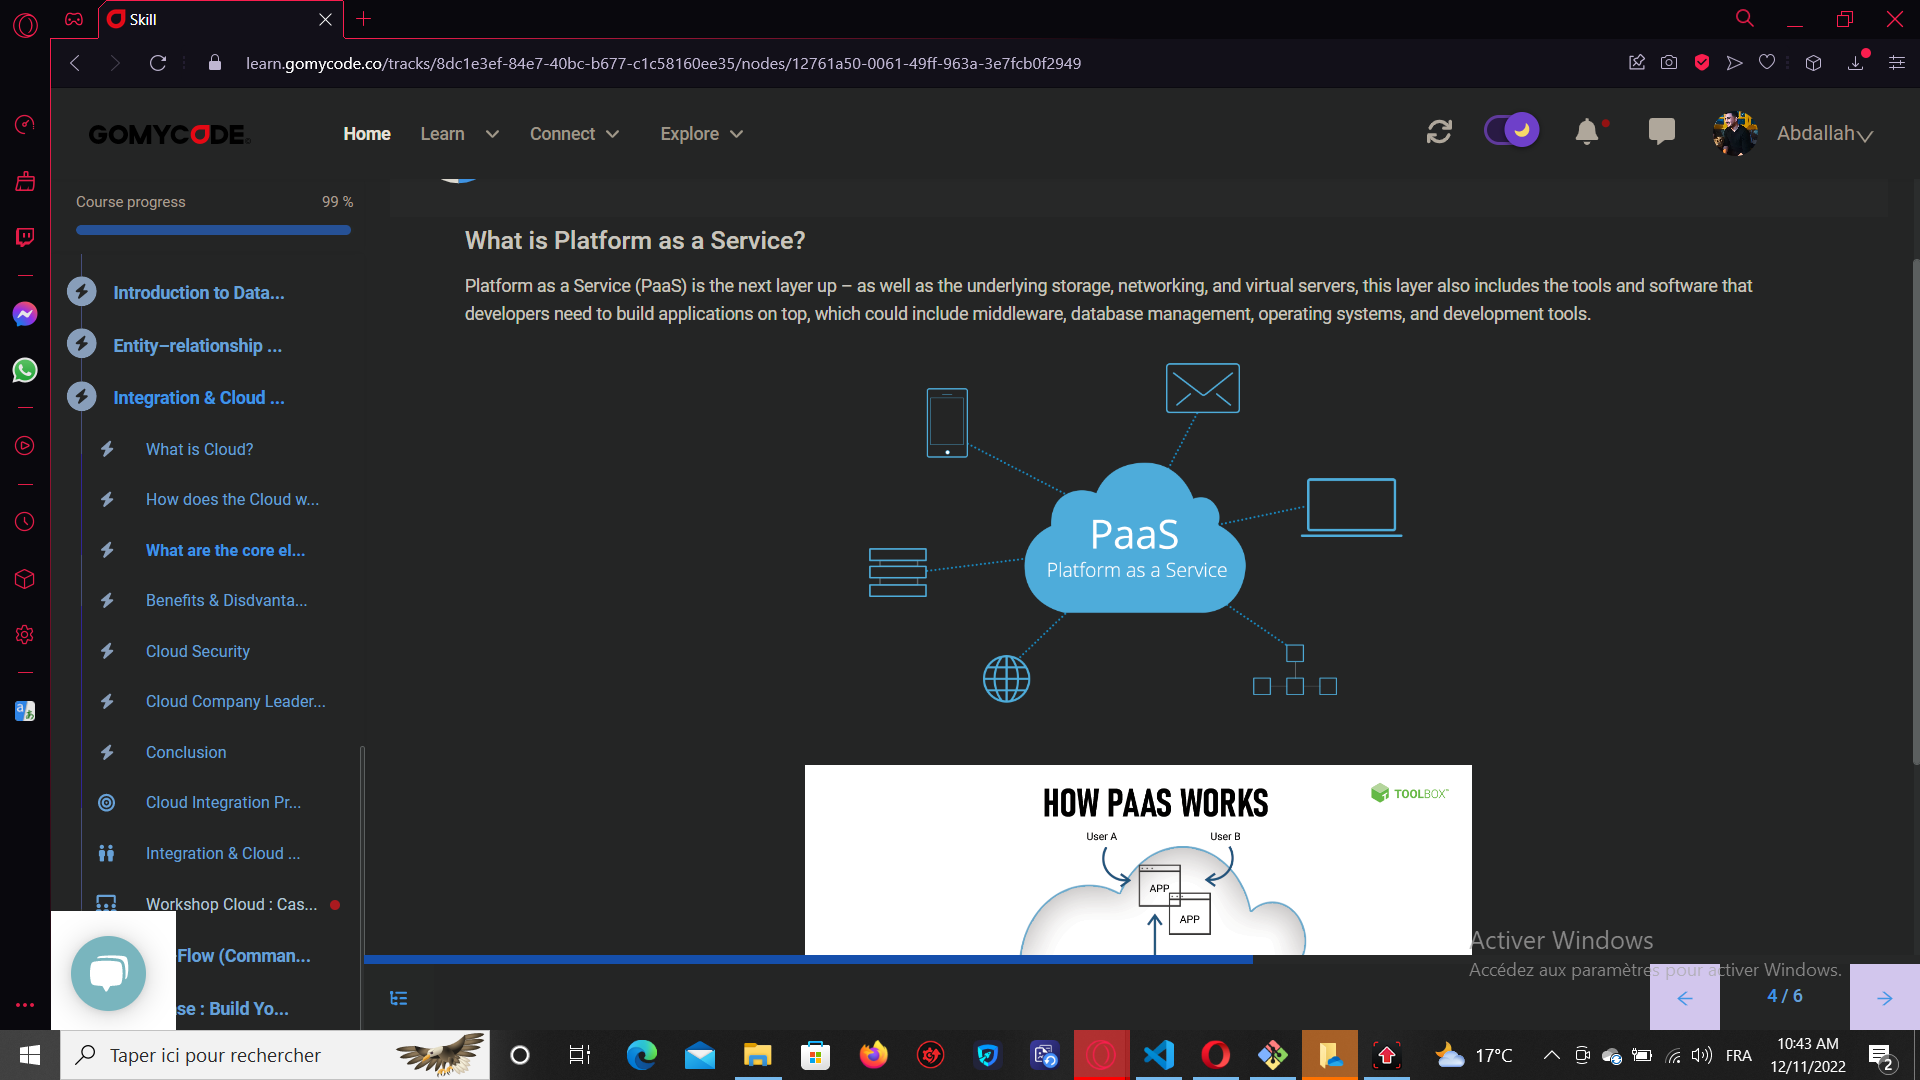 Skill
learn.gomycode.co/tracks/8dc1e3ef-84e7-40bc-b677-c1c58160ee35/nodes/12761a50-0061-49ff-963a-3e7fcb0f2949
GOMYCODE
Home
Learn
Connect
Explore
Abdallah
Course progress
99 %
Introduction to Data...
Entity–relationship ...
Integration & Cloud ...
What is Cloud?
How does the Cloud w...
What are the core el...
Benefits & Disdvanta...
Cloud Security
Cloud Company Leader...
Conclusion
Cloud Integration Pr...
Integration & Cloud ...
Workshop Cloud : Cas...
Flow (Comman...
se : Build Yo...
What is Platform as a Service?
Platform as a Service (PaaS) is the next layer up – as well as the underlying storage, networking, and virtual servers, this layer also includes the tools and software that
developers need to build applications on top, which could include middleware, database management, operating systems, and development tools.
PaaS
Platform as a Service
HOW PAAS WORKS
TOOLBOX
User A
User B
APP
APP
Activer Windows
Accédez aux paramètres pour activer Windows.
4 / 6
Taper ici pour rechercher
17°C
FRA
10:43 AM
12/11/2022
2